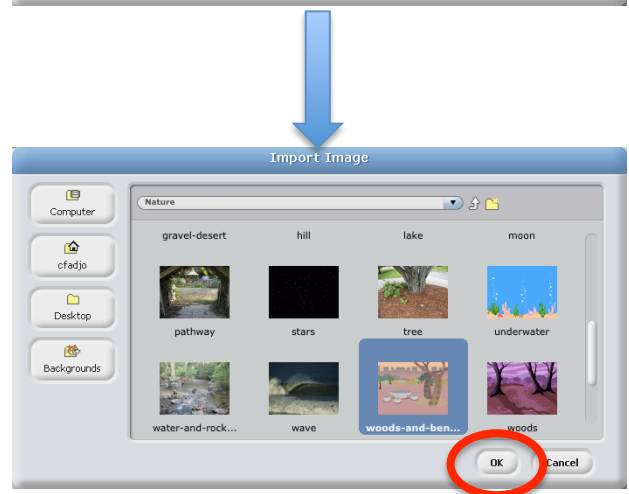 Import Image
Computer
cfadjo
Desktop
Backgrounds
Nature
gravel-desert hill lake moon
pathway stars tree underwater
water-and-rock... wave woods-and-ben... woods
OK Cancel